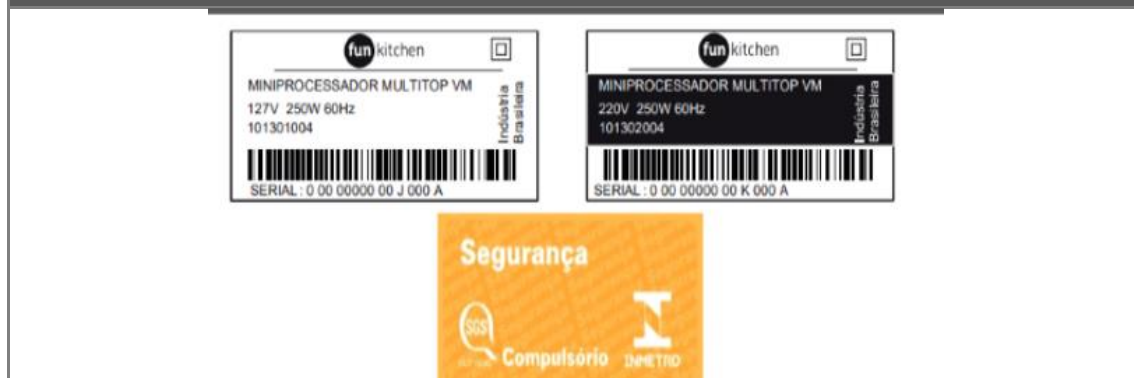 fun kitchen
MINIPROCESSADOR MULTITOP VM
127V 250W 60Hz
101301004
Indústria
Brasileira
SERIAL: 0 00 00000 00 J 000 A
fun kitchen
MINIPROCESSADOR MULTITOP VM
220V 250W 60Hz
101302004
Indústria
Brasileira
SERIAL: 0 00 00000 00 K 000 A
Segurança
SGS
Compulsório
INMETRO